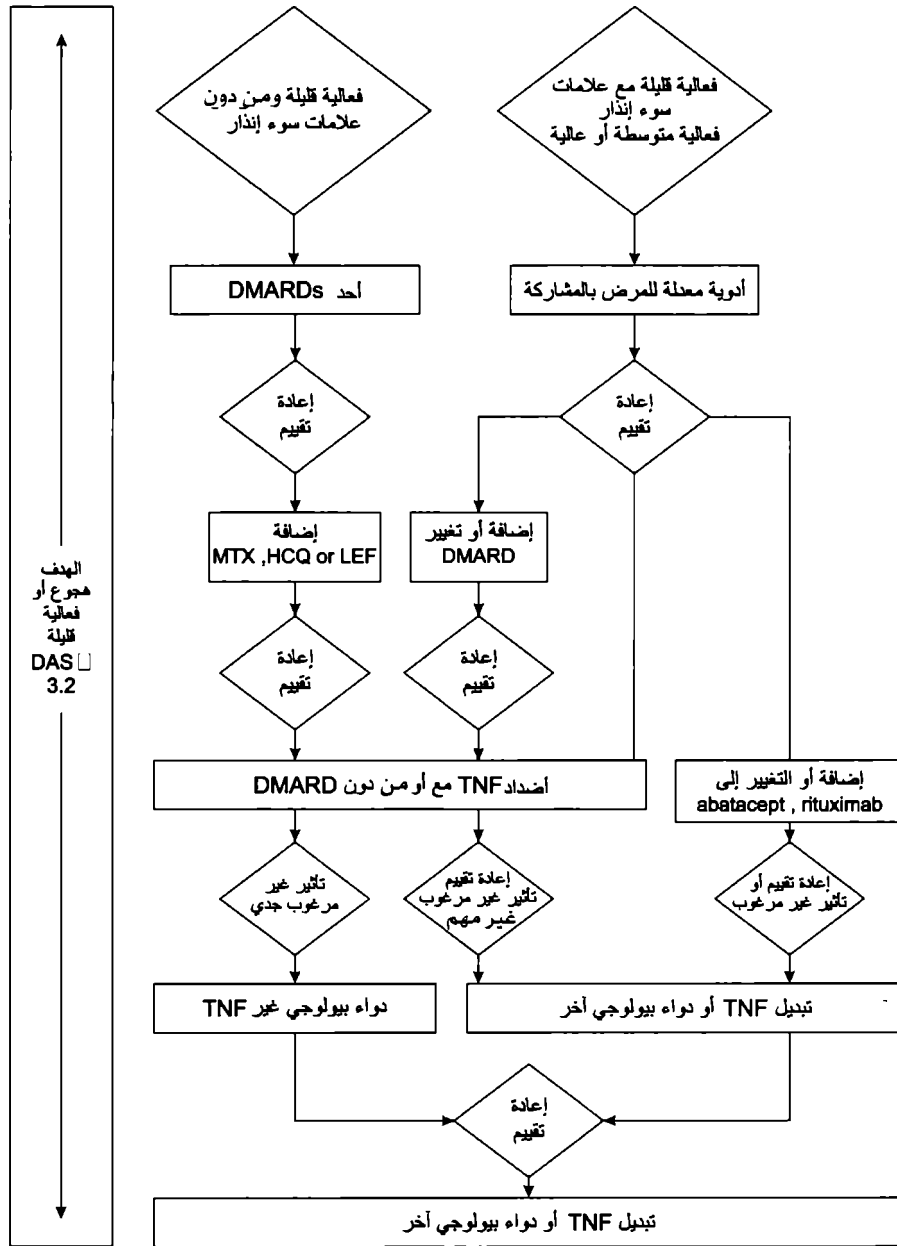 فعالية قليلة ومن دون
علامات سوء إنذار
فعالية قليلة مع علامات
سوء إنذار
فعالية متوسطة أو عالية
أحد DMARDs
أدوية معدلة للمرض بالمشاركة
إعادة
تقييم
إعادة
تقييم
إضافة
MTX ,HCQ or LEF
إضافة أو تغيير
DMARD
الهدف
هجوع أو
فعالية
قليلة
DAS □
3.2
إعادة
تقييم
إعادة
تقييم
أضداد TNF مع أو من دون DMARD
إضافة أو التغيير إلى
abatacept , rituximab
تأثير غير
مرغوب جدي
إعادة تقييم
تأثير غير مرغوب
غير مهم
إعادة تقييم أو
تأثير غير مرغوب
دواء بيولوجي غير TNF
تبديل TNF أو دواء بيولوجي آخر
إعادة
تقييم
تبديل TNF أو دواء بيولوجي آخر